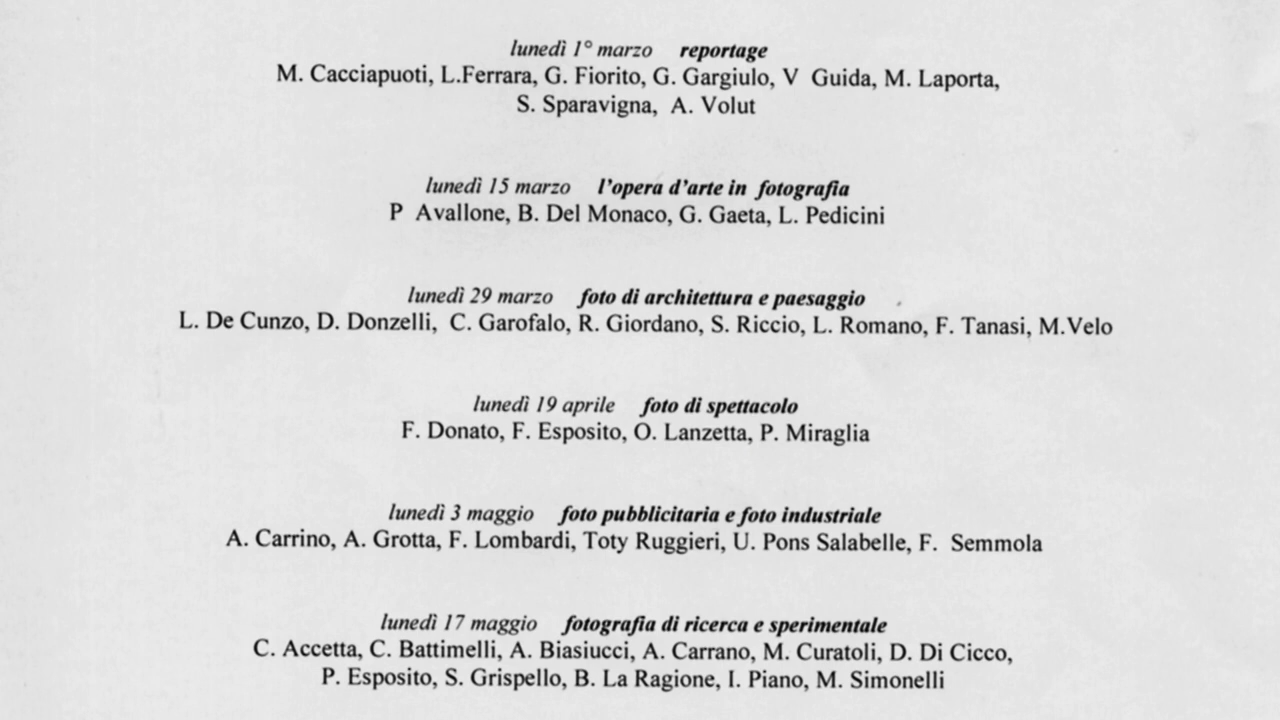 lunedì 1° marzo reportage
M. Cacciapuoti, L.Ferrara, G. Fiorito, G. Gargiulo, V Guida, M. Laporta,
S. Sparavigna, A. Volut
lunedì 15 marzo l'opera d'arte in fotografia
P Avallone, B. Del Monaco, G. Gaeta, L. Pedicini
lunedì 29 marzo foto di architettura e paesaggio
L. De Cunzo, D. Donzelli, C. Garofalo, R. Giordano, S. Riccio, L. Romano, F. Tanasi, M.Velo
lunedì 19 aprile foto di spettacolo
F. Donato, F. Esposito, O. Lanzetta, P. Miraglia
lunedì 3 maggio foto pubblicitaria e foto industriale
A. Carrino, A. Grotta, F. Lombardi, Toty Ruggieri, U. Pons Salabelle, F. Semmola
lunedì 17 maggio fotografia di ricerca e sperimentale
C. Accetta, C. Battimelli, A. Biasiucci, A. Carrano, M. Curatoli, D. Di Cicco,
P. Esposito, S. Grispello, B. La Ragione, I. Piano, M. Simonelli